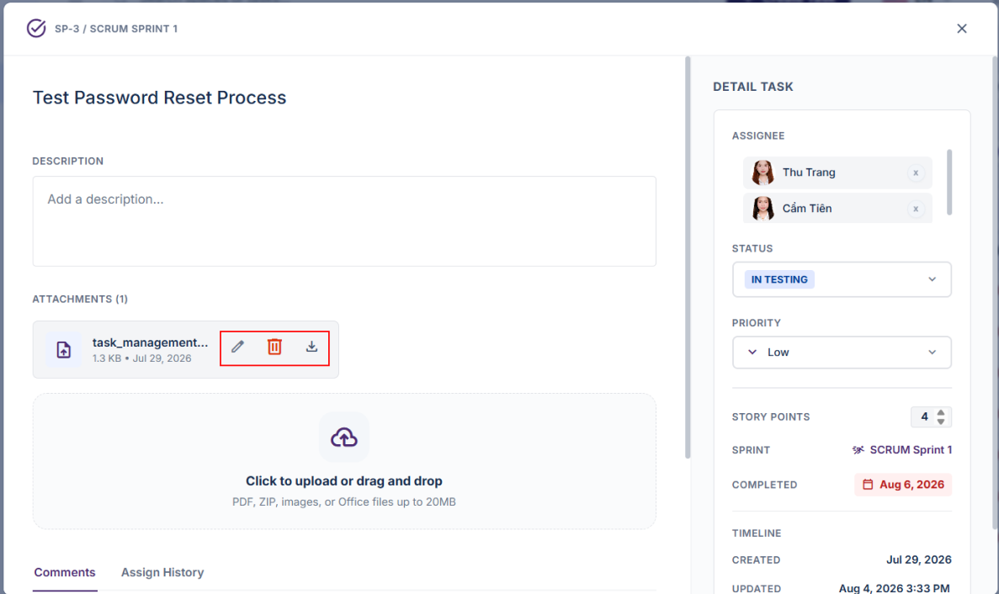 SP-3 / SCRUM SPRINT 1
Test Password Reset Process
DESCRIPTION
Add a description...
ATTACHMENTS (1)
task_management...
1.3 KB • Jul 29, 2026
Click to upload or drag and drop
PDF, ZIP, images, or Office files up to 20MB
Comments
Assign History
DETAIL TASK
ASSIGNEE
Thu Trang
x
Cẩm Tiên
x
STATUS
IN TESTING
PRIORITY
Low
STORY POINTS
4
SPRINT
SCRUM Sprint 1
COMPLETED
Aug 6, 2026
TIMELINE
CREATED
Jul 29, 2026
UPDATED
Aug 4, 2026 3:33 PM